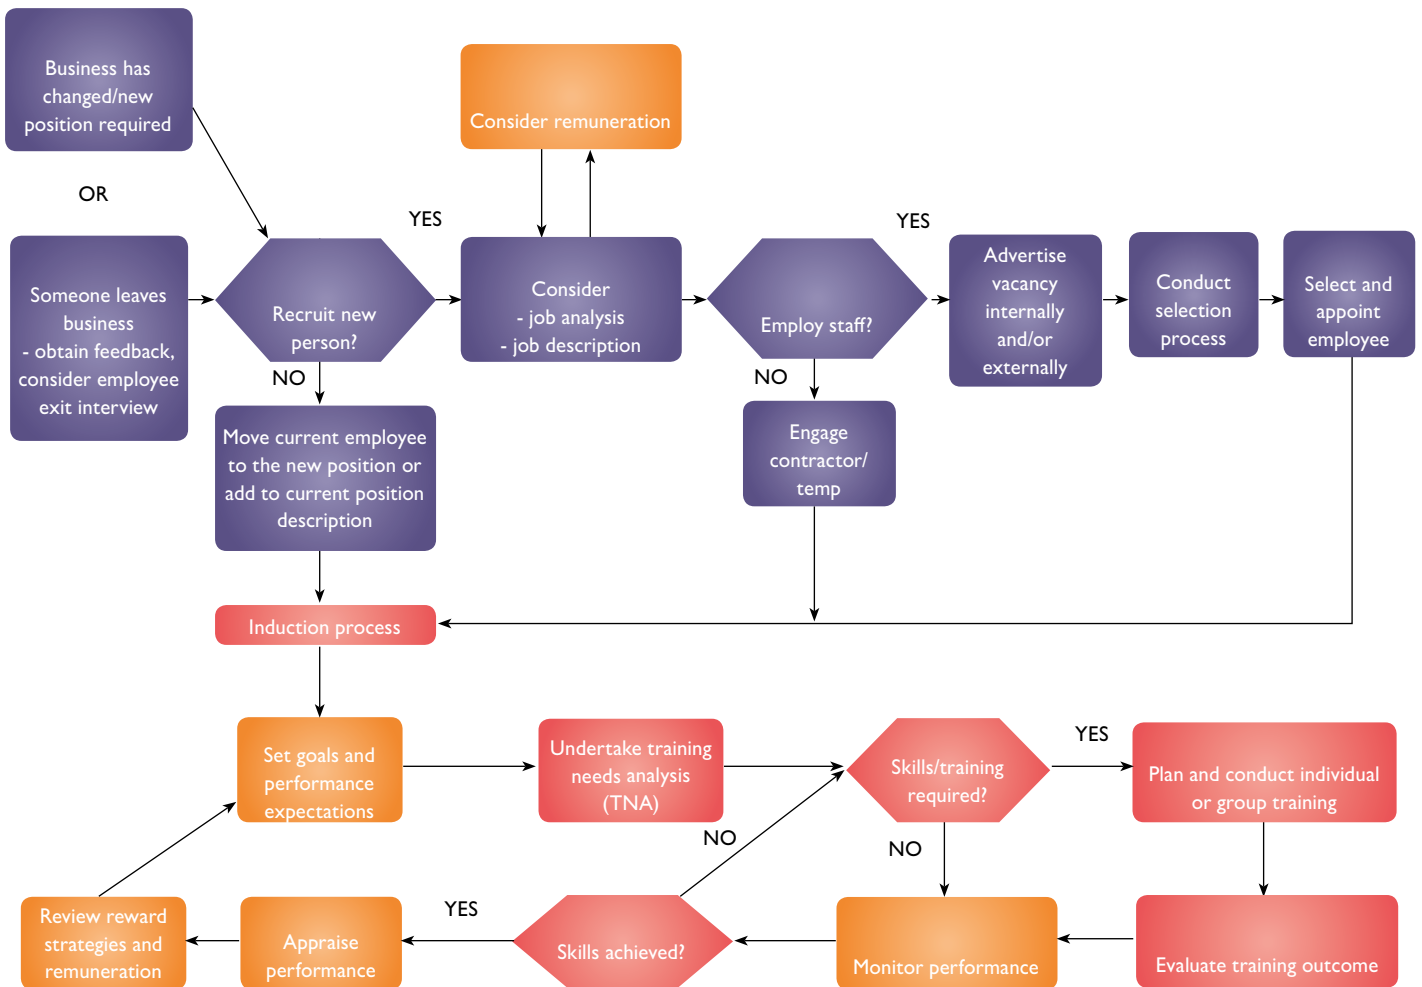 Business has
changed/new
position required
OR
Someone leaves
business
- obtain feedback,
consider employee
exit interview
Recruit new
person?
YES
NO
Move current employee
to the new position or
add to current position
description
Consider remuneration
Consider
- job analysis
- job description
Employ staff?
YES
NO
Engage
contractor/
temp
Advertise
vacancy
internally
and/or
externally
Conduct
selection
process
Select and
appoint
employee
Induction process
Set goals and
performance
expectations
Undertake training
needs analysis
(TNA)
Skills/training
required?
YES
NO
Plan and conduct individual
or group training
Evaluate training outcome
Monitor performance
Skills achieved?
NO
YES
Appraise
performance
Review reward
strategies and
remuneration